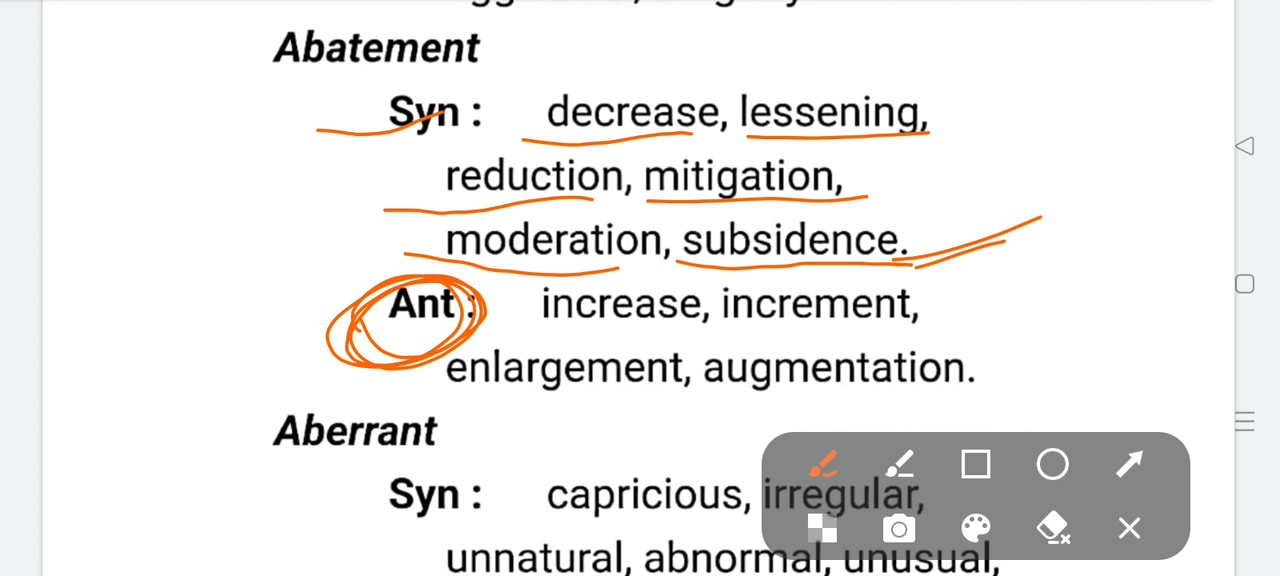 Abatement
Syn : decrease, lessening,
reduction, mitigation,
moderation, subsidence.
Ant : increase, increment,
enlargement, augmentation.
Aberrant
Syn : capricious, irregular,
unnatural, abnormal, unusual,